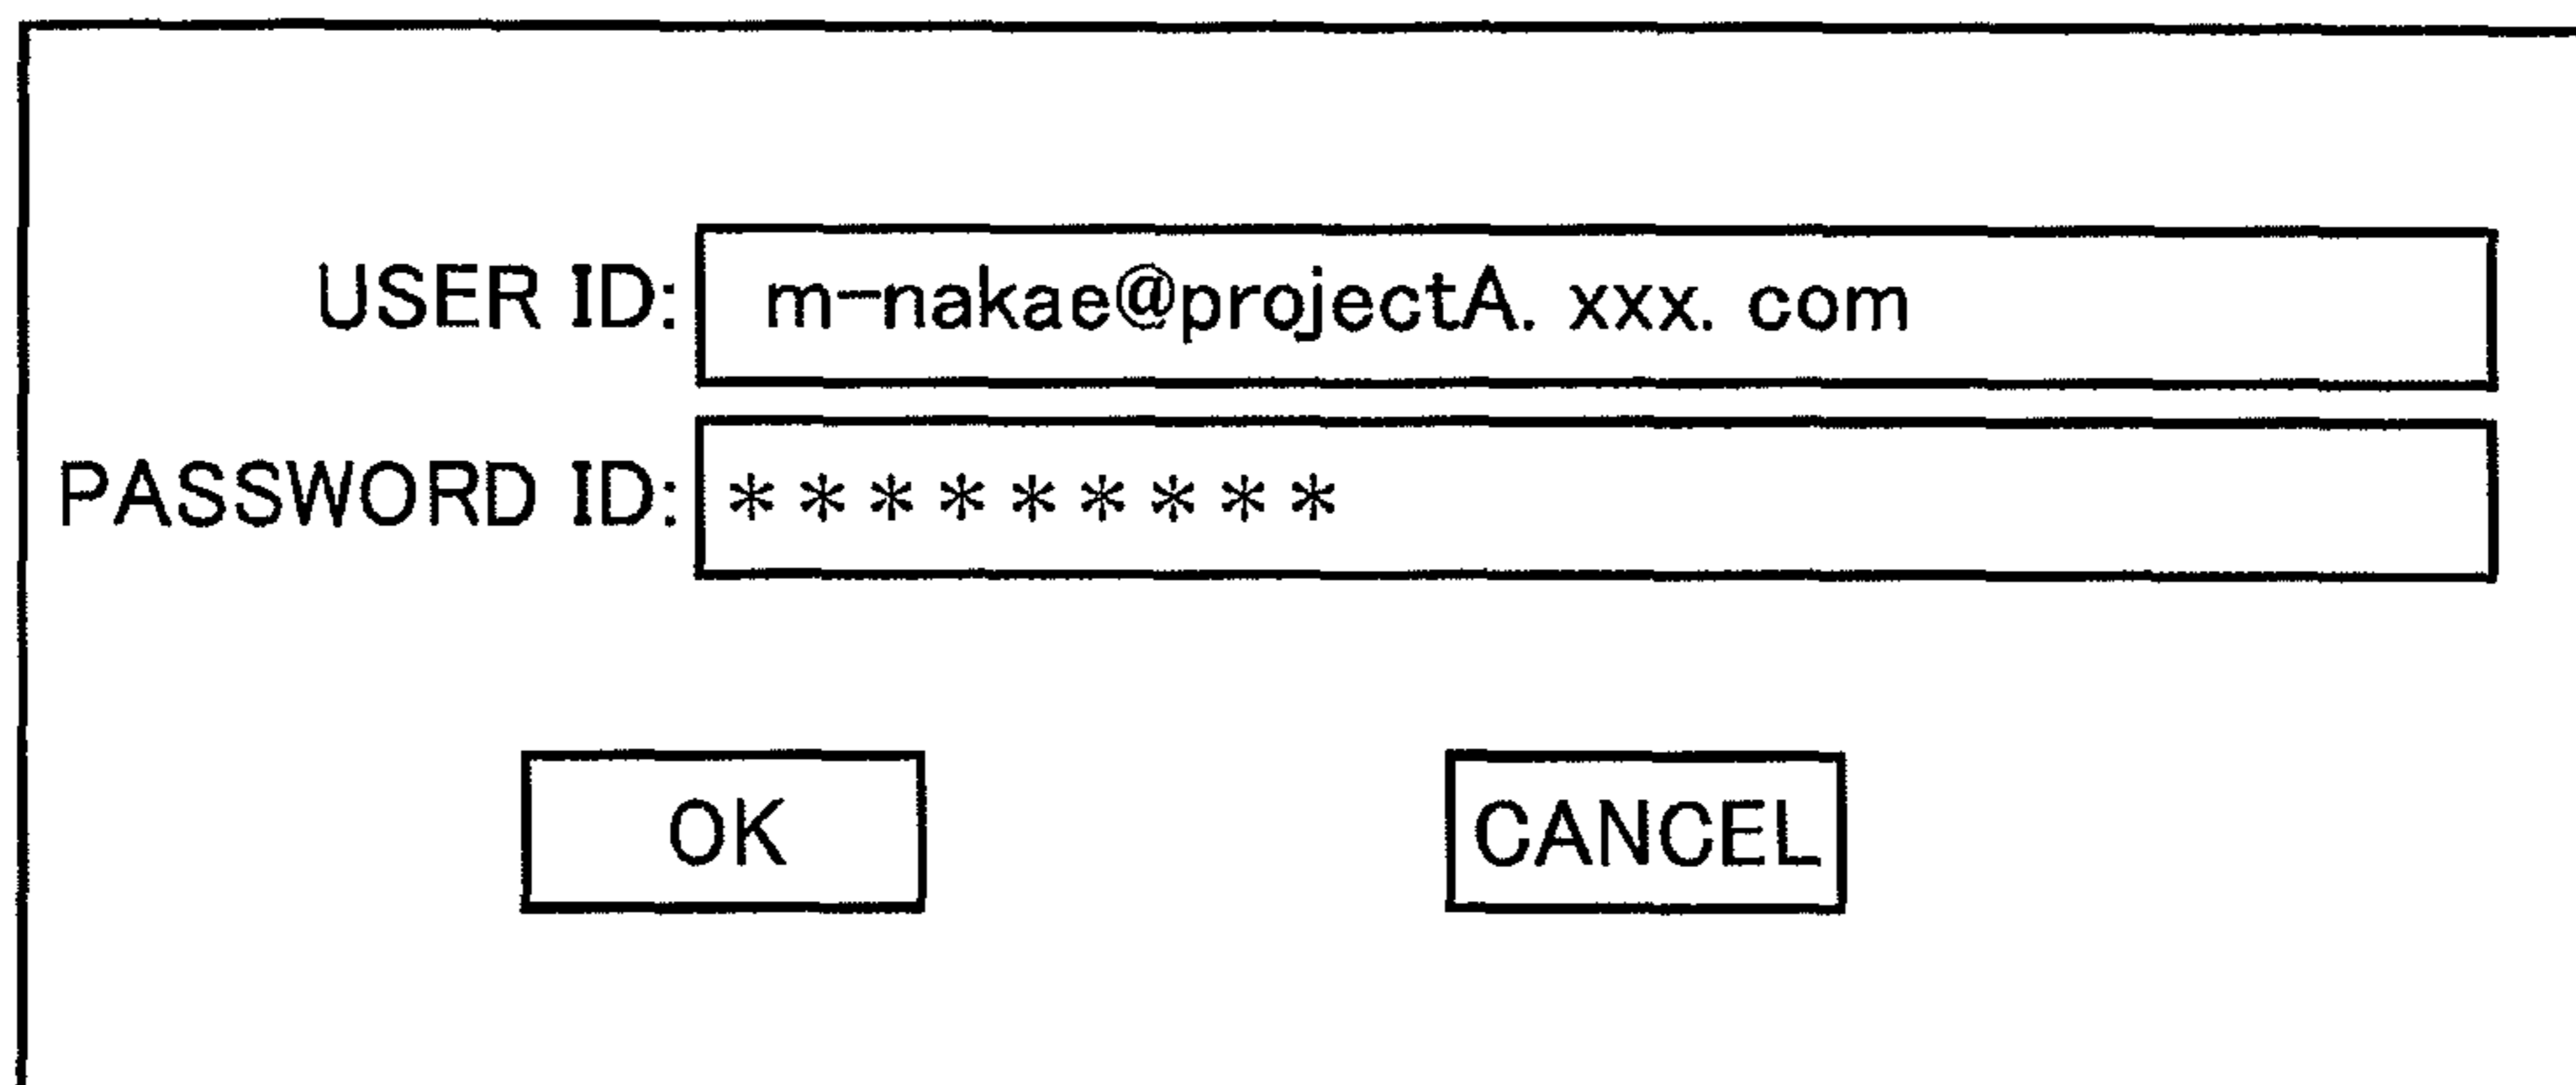 USER ID: m-nakae@projectA. xxx. com
PASSWORD ID: * * * * * * * * *
OK CANCEL